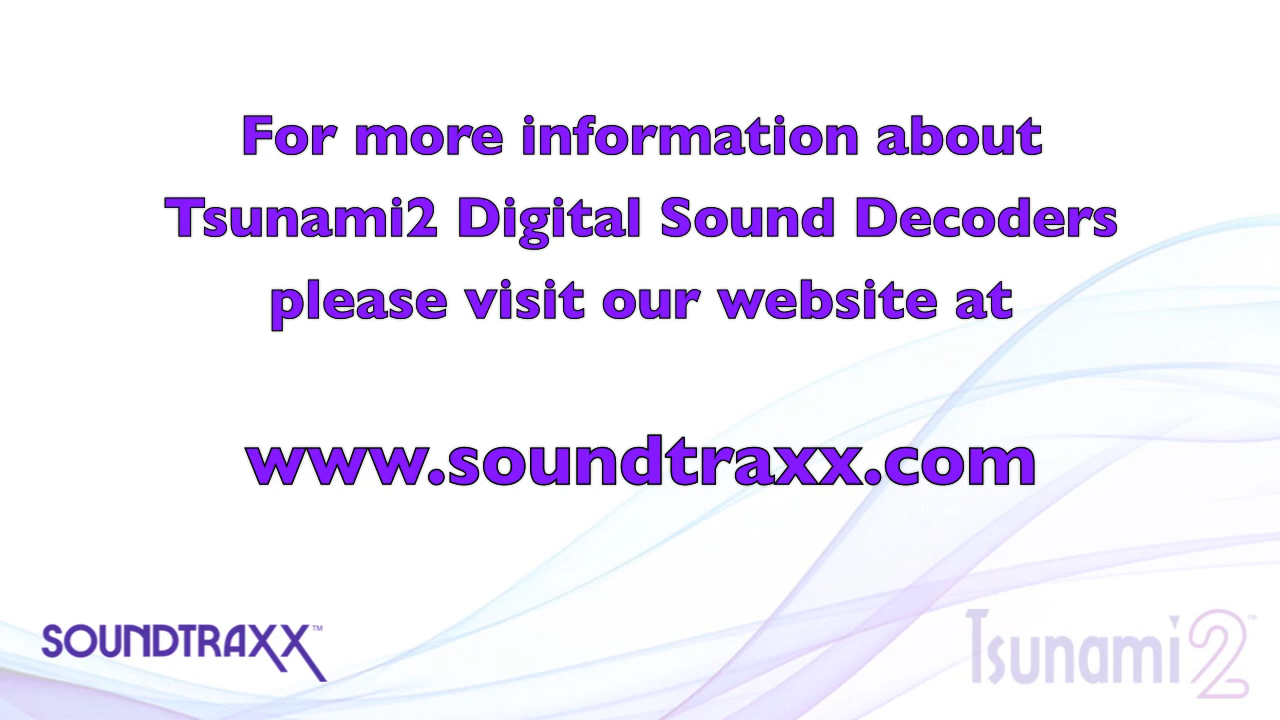 For more information about
Tsunami2 Digital Sound Decoders
please visit our website at
www.soundtraxx.com
SOUNDTRAXX™
Tsunami2™